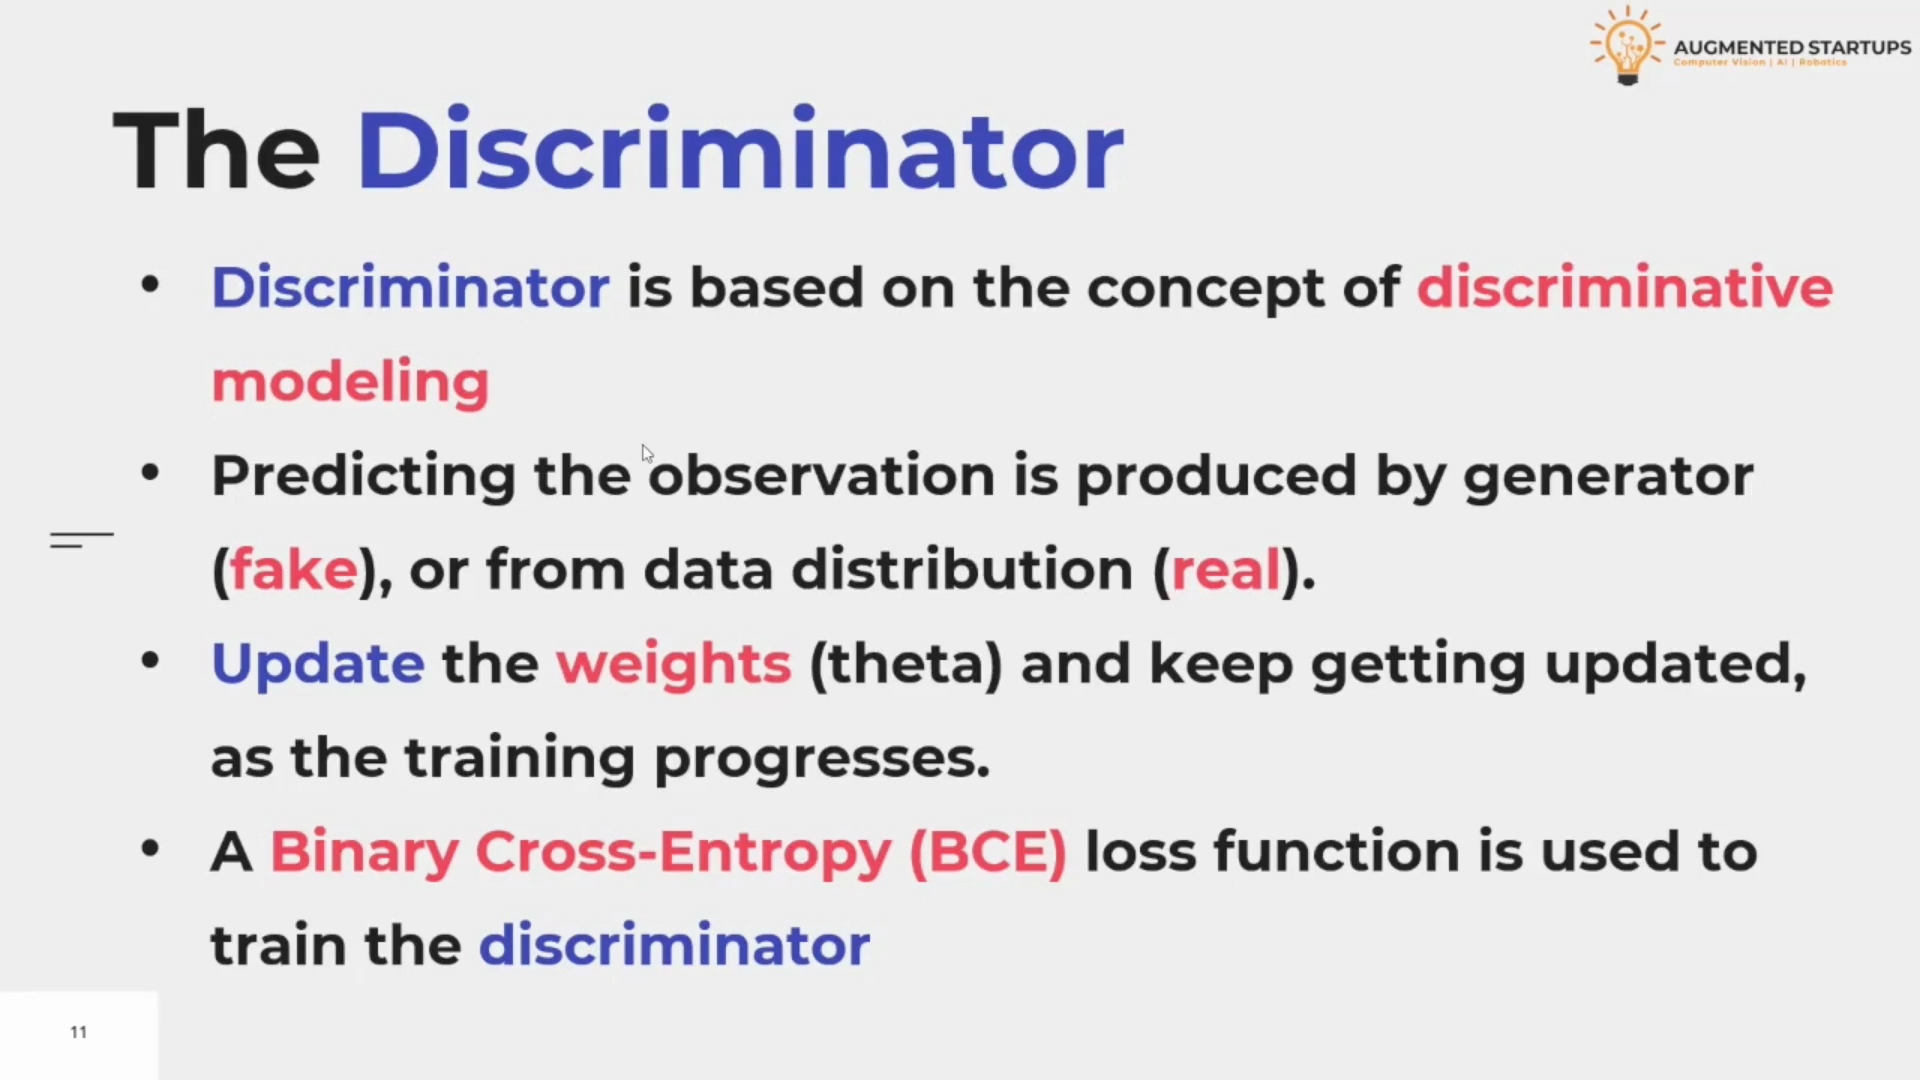 AUGMENTED STARTUPS
Computer Vision | AI | Robotics
The Discriminator
• Discriminator is based on the concept of discriminative
modeling
• Predicting the observation is produced by generator
(fake), or from data distribution (real).
• Update the weights (theta) and keep getting updated,
as the training progresses.
• A Binary Cross-Entropy (BCE) loss function is used to
train the discriminator
11